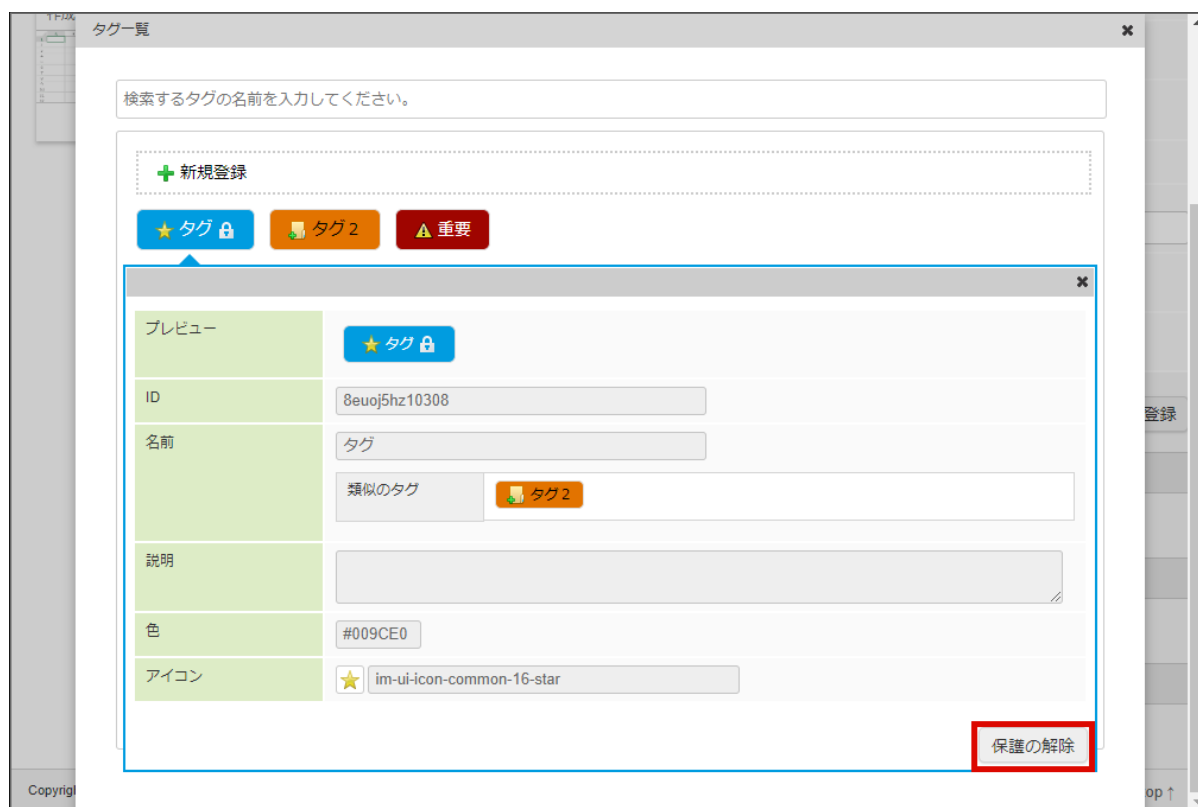 タグ一覧
検索するタグの名前を入力してください。
新規登録
タグ タグ2 重要
プレビュー タグ
ID 8euoj5hz10308
名前 タグ
類似のタグ タグ2
説明
色 #009CE0
アイコン im-ui-icon-common-16-star
登録
保護の解除
Copyrig
op ↑